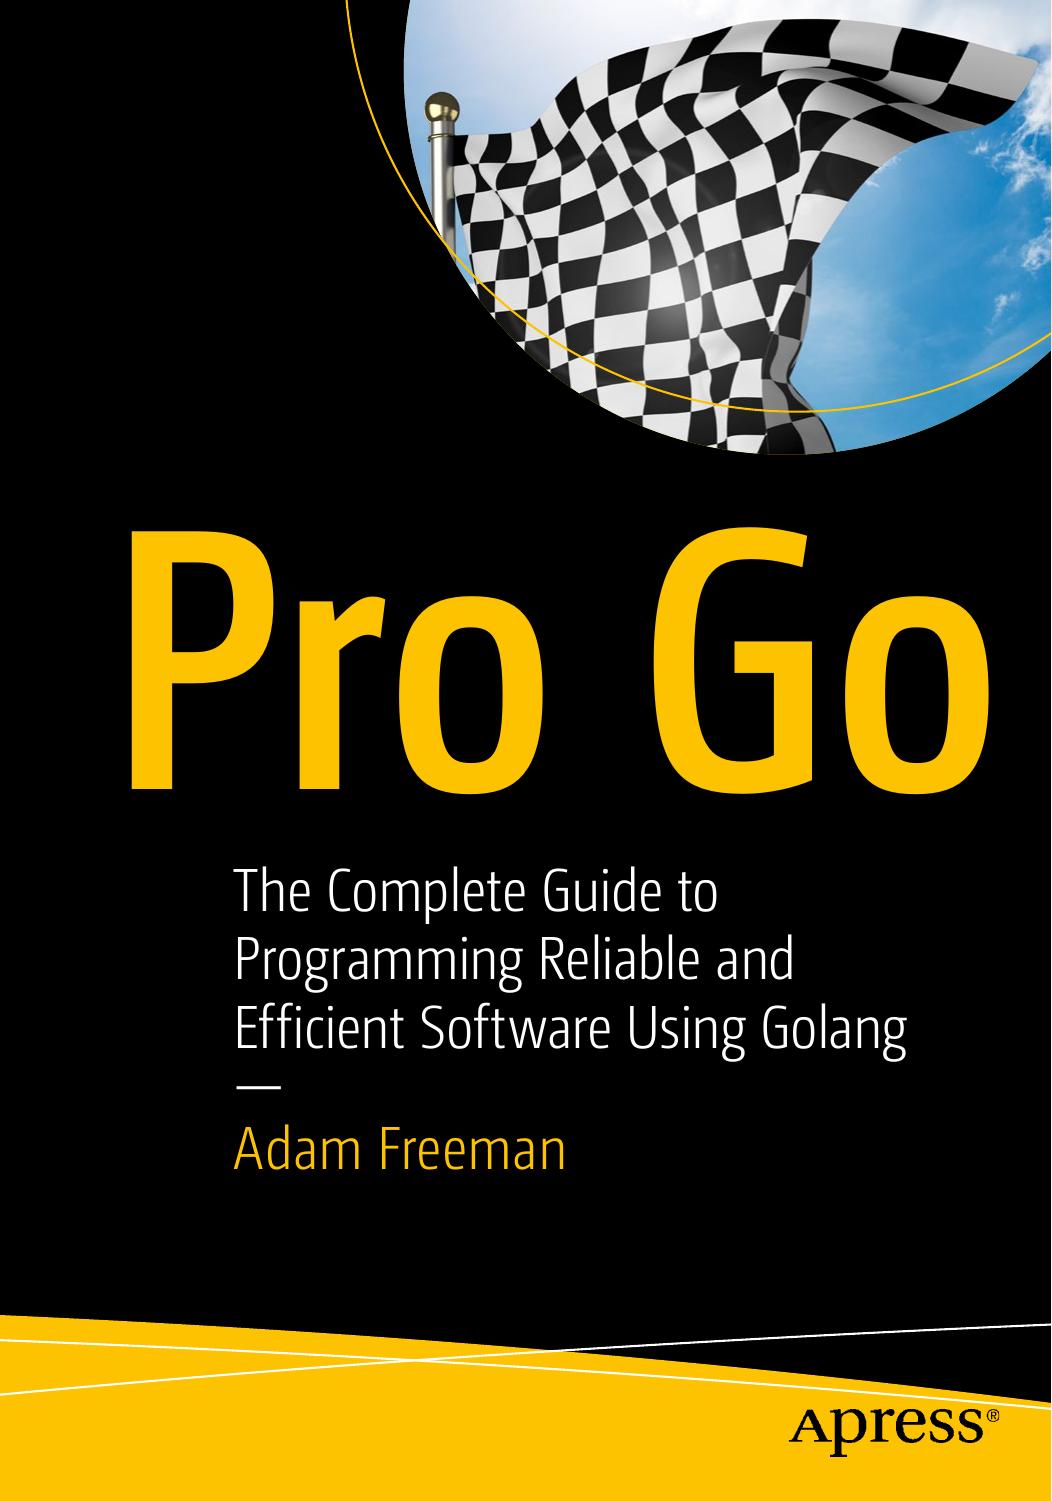 Pro Go
The Complete Guide to
Programming Reliable and
Efficient Software Using Golang
—
Adam Freeman
Apress®